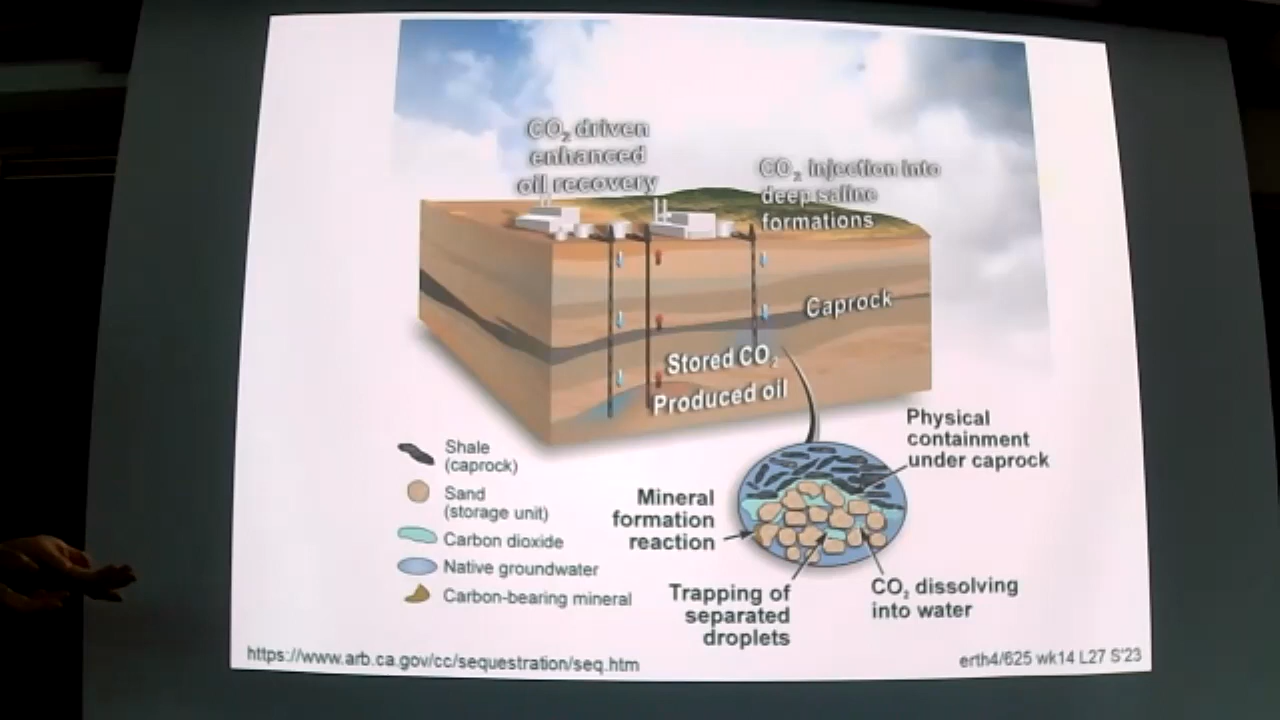 CO₂ driven
enhanced
oil recovery
CO₂ injection into
deep saline
formations
Caprock
Stored CO₂
Produced oil
Shale
(caprock)
Sand
(storage unit)
Carbon dioxide
Native groundwater
Carbon-bearing mineral
Physical
containment
under caprock
Mineral
formation
reaction
Trapping of
separated
droplets
CO₂ dissolving
into water
https://www.arb.ca.gov/cc/sequestration/seq.htm
erth4/625 wk14 L27 S'23